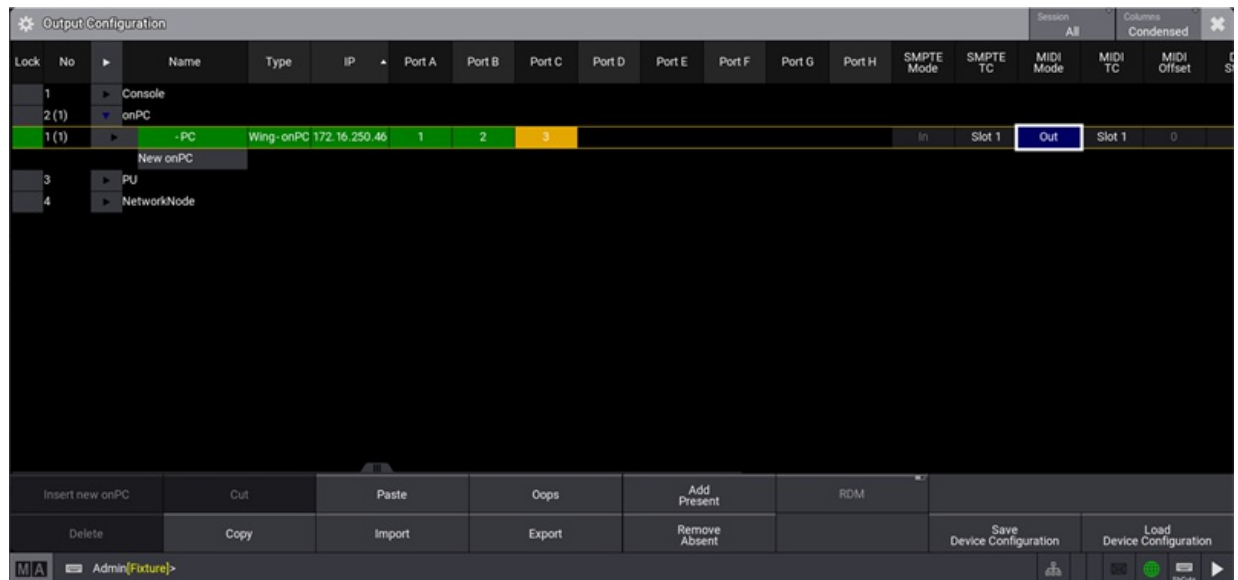 Output Configuration Session All Columns Condensed
Lock No Name Type IP Port A Port B Port C Port D Port E Port F Port G Port H SMPTE Mode SMPTE TC MIDI Mode MIDI TC MIDI Offset
1 Console
2 (1) onPC
1 (1) - PC Wing-onPC 172.16.250.46 1 2 3 In Slot 1 Out Slot 1 0
New onPC
3 PU
4 NetworkNode
Insert new onPC Cut Paste Oops Add Present RDM
Delete Copy Import Export Remove Absent Save Device Configuration Load Device Configuration
MA Admin[Fixture]>